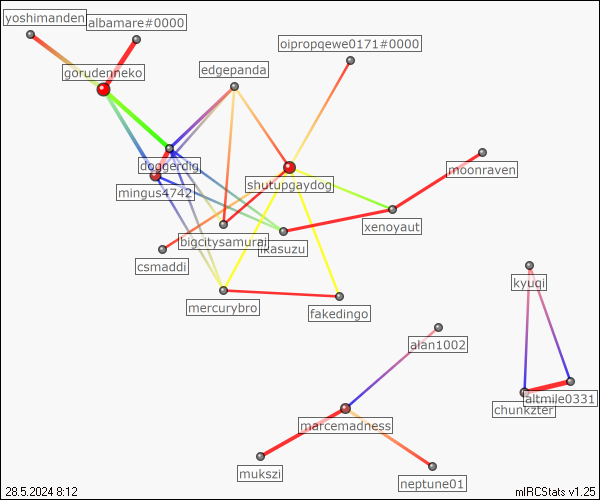 yoshimanden
albamare#0000
oipropqewe0171#0000
gorudenneko
edgepanda
doggerdig
moonraven
mingus4742
shutupgaydog
xenoyaut
bigcitysamurai
ikasuzu
csmaddi
kyuqi
mercurybro
fakedingo
alan1002
altmile0331
chunkzter
marcemadness
mukszi
neptune01
28.5.2024 8:12
mIRCStats v1.25